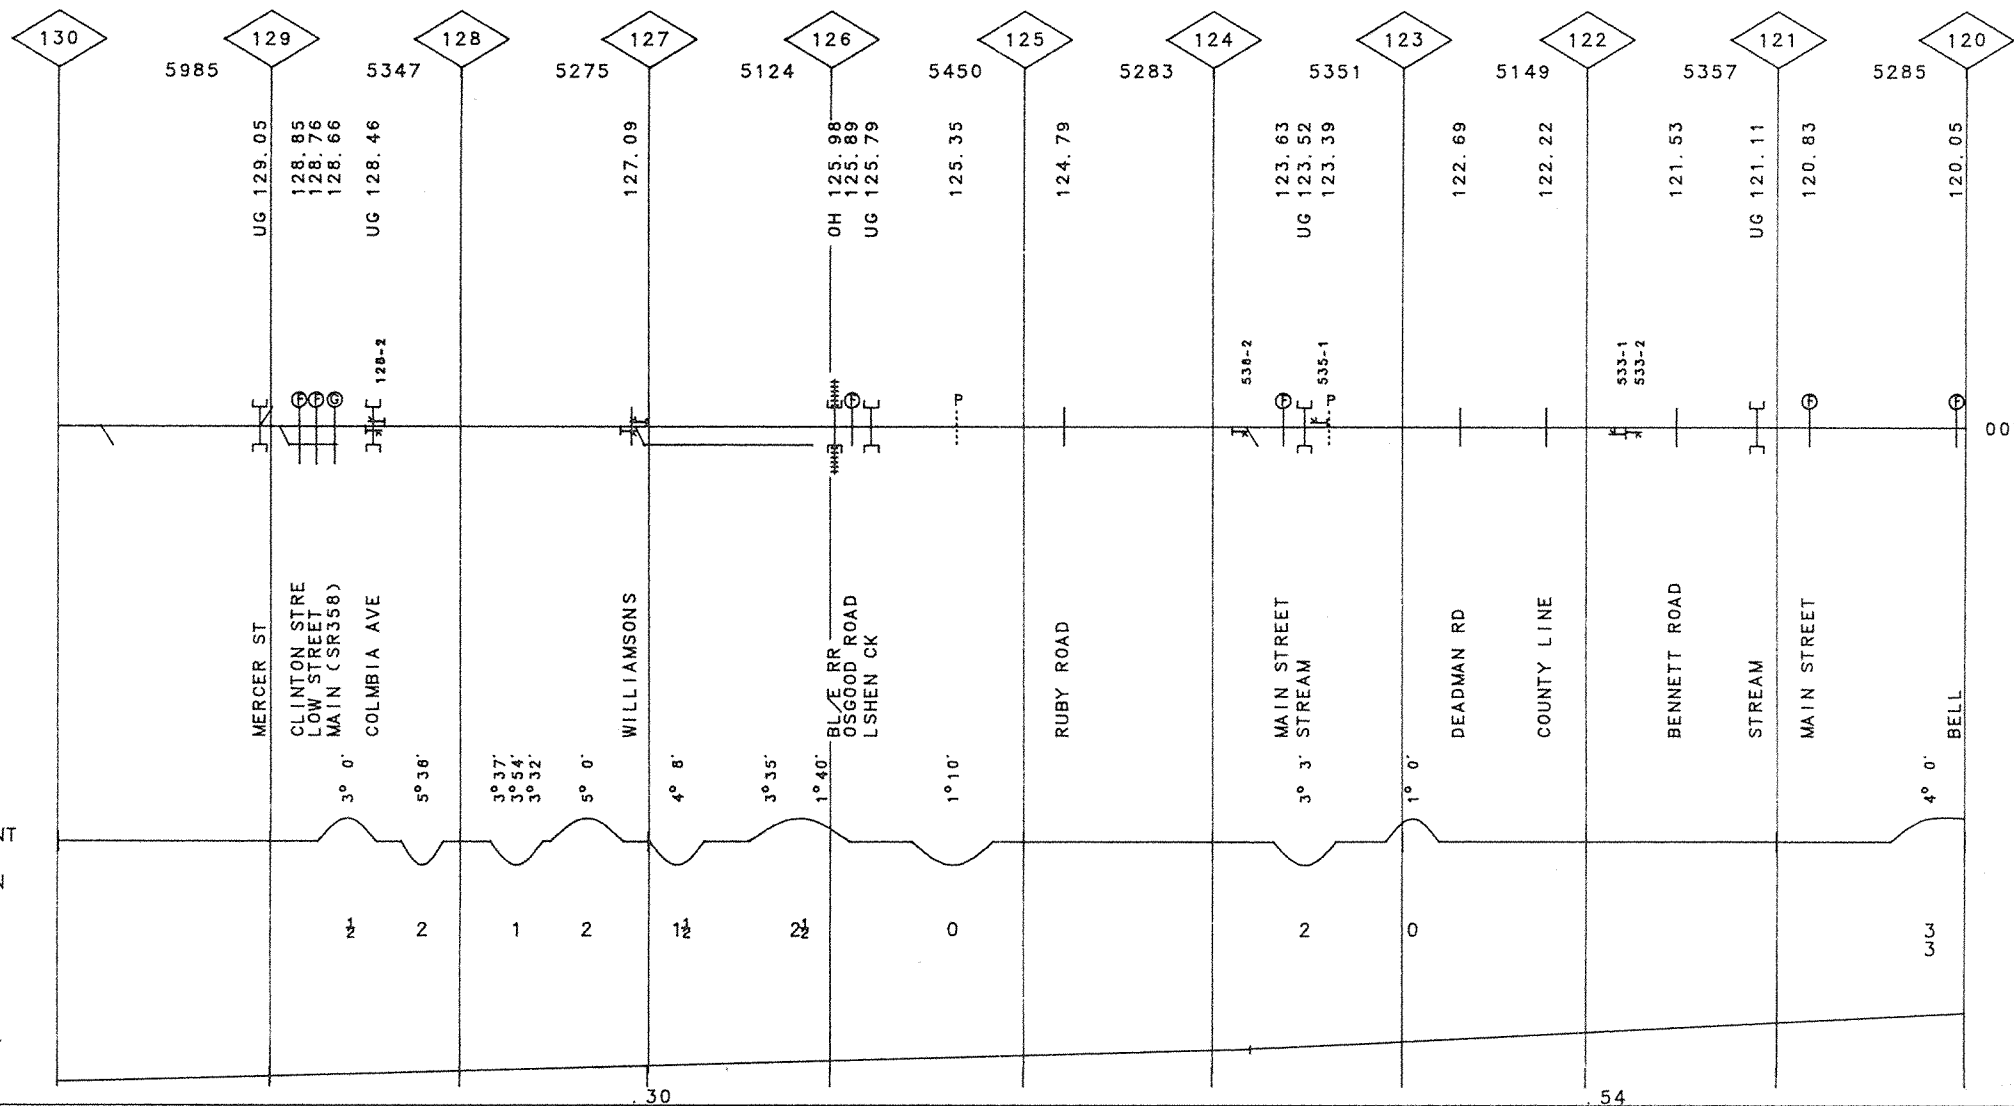 130 129 128 127 126 125 124 123 122 121 120
5985 5347 5275 5124 5450 5283 5351 5149 5357 5285
UG 129.05
128.85
128.76
128.66
UG 128.46
127.09
OH 125.98
125.89
UG 125.79
125.35
124.79
123.63
UG 123.52
123.39
122.69
122.22
121.53
UG 121.11
120.83
120.05
128-2
538-2
535-1
533-1
533-2
F F G F P F P F F
00
MERCER ST
CLINTON STRE
LOW STREET
MAIN (SR358)
COLMBIA AVE
WILLIAMSONS
BL/E RR
OSGOOD ROAD
LSHEN CK
RUBY ROAD
MAIN STREET
STREAM
DEADMAN RD
COUNTY LINE
BENNETT ROAD
STREAM
MAIN STREET
BELL
3° 0'
5°38'
3°37'
3°54'
3°32'
5° 0'
4° 8'
3°35'
1°40'
1°10'
3° 3'
1° 0'
4° 0'
NT
N
½ 2 1 2 1½ 2½ 0 2 0 3
3
.30 .54